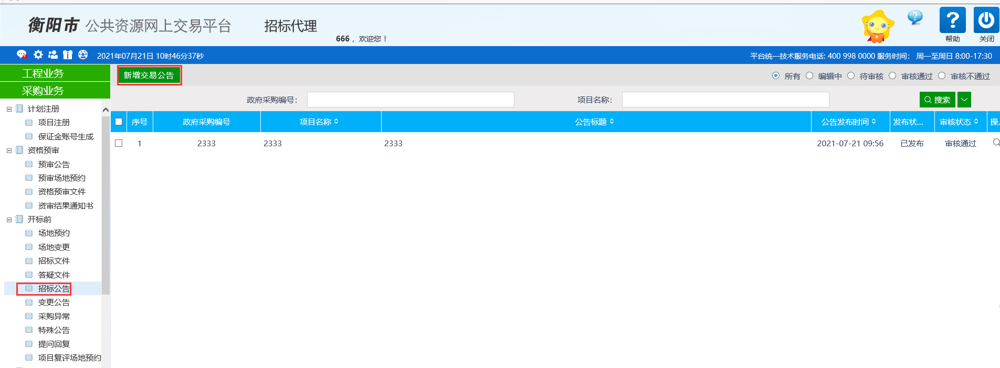 衡阳市 公共资源网上交易平台 招标代理
666， 欢迎您！
帮助 关闭
2021年07月21日 10时46分37秒
平台统一技术服务电话: 400 998 0000 服务时间： 周一至周日 8:00-17:30
工程业务
采购业务
计划注册
项目注册
保证金账号生成
资格预审
预审公告
预审场地预约
资格预审文件
资审结果通知书
开标前
场地预约
场地变更
招标文件
答疑文件
招标公告
变更公告
采购异常
特殊公告
提问回复
项目复评场地预约
新增交易公告
所有 编辑中 待审核 审核通过 审核不通过
政府采购编号： 项目名称： 搜索
序号 政府采购编号 项目名称 公告标题 公告发布时间 发布状... 审核状态 操.
1 2333 2333 2333 2021-07-21 09:56 已发布 审核通过